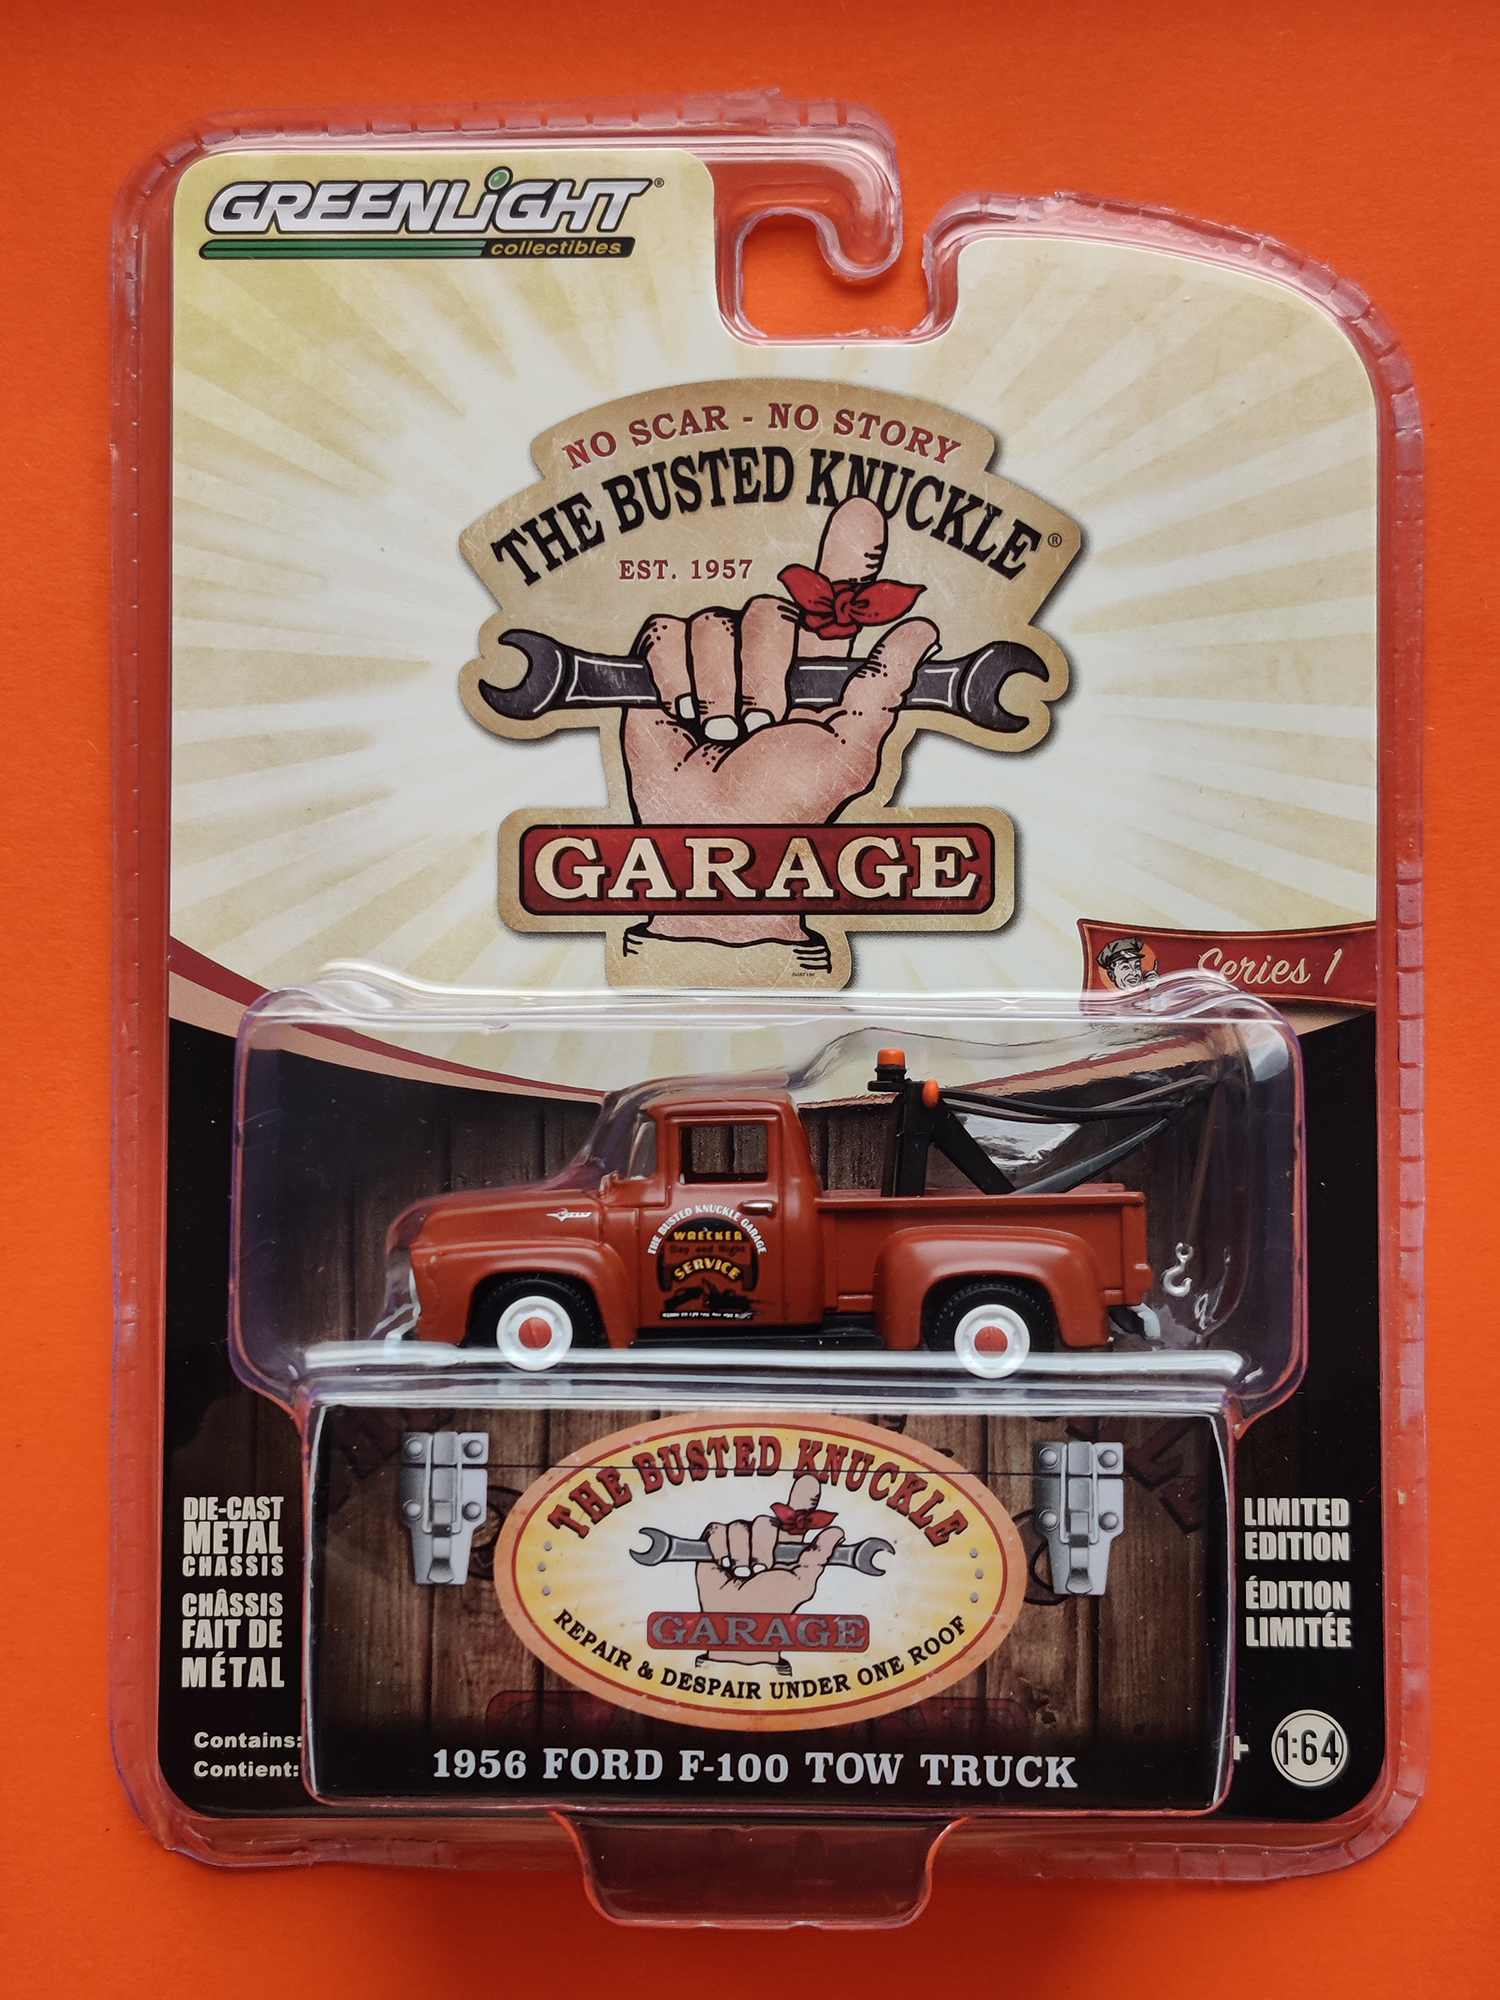 GREENLiGHT®
collectibles
NO SCAR - NO STORY
THE BUSTED KNUCKLE®
EST. 1957
GARAGE
Series 1
THE BUSTED KNUCKLE GARAGE
WRECKER
Day and Night
SERVICE
THE BUSTED KNUCKLE
GARAGE
REPAIR & DESPAIR UNDER ONE ROOF
DIE-CAST
METAL
CHASSIS
CHÂSSIS
FAIT DE
MÉTAL
LIMITED
EDITION
ÉDITION
LIMITÉE
Contains:
Contient:
1956 FORD F-100 TOW TRUCK
1:64